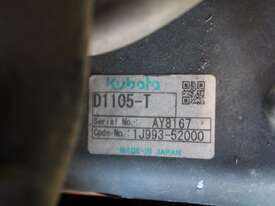 Kubota
D1105-T
Serial No.: AY8167
Code No.: 1J993-52000
MADE IN JAPAN